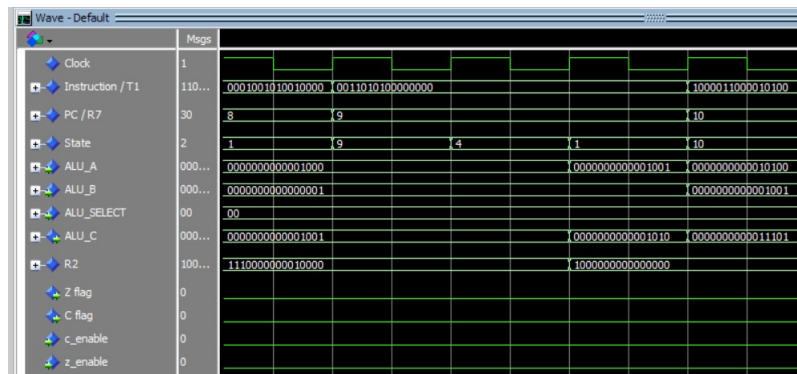 Wave - Default
Msgs
Clock 1
Instruction / T1 110... 0001001010010000 0011010100000000 1000011000010100
PC / R7 30 8 9 10
State 2 1 9 4 1 10
ALU_A 000... 0000000000001000 0000000000001001 0000000000010100
ALU_B 000... 0000000000000001 0000000000001001
ALU_SELECT 00 00
ALU_C 000... 0000000000001001 0000000000001010 0000000000011101
R2 100... 1110000000010000 1000000000000000
Z flag 0
C flag 0
c_enable 0
z_enable 0